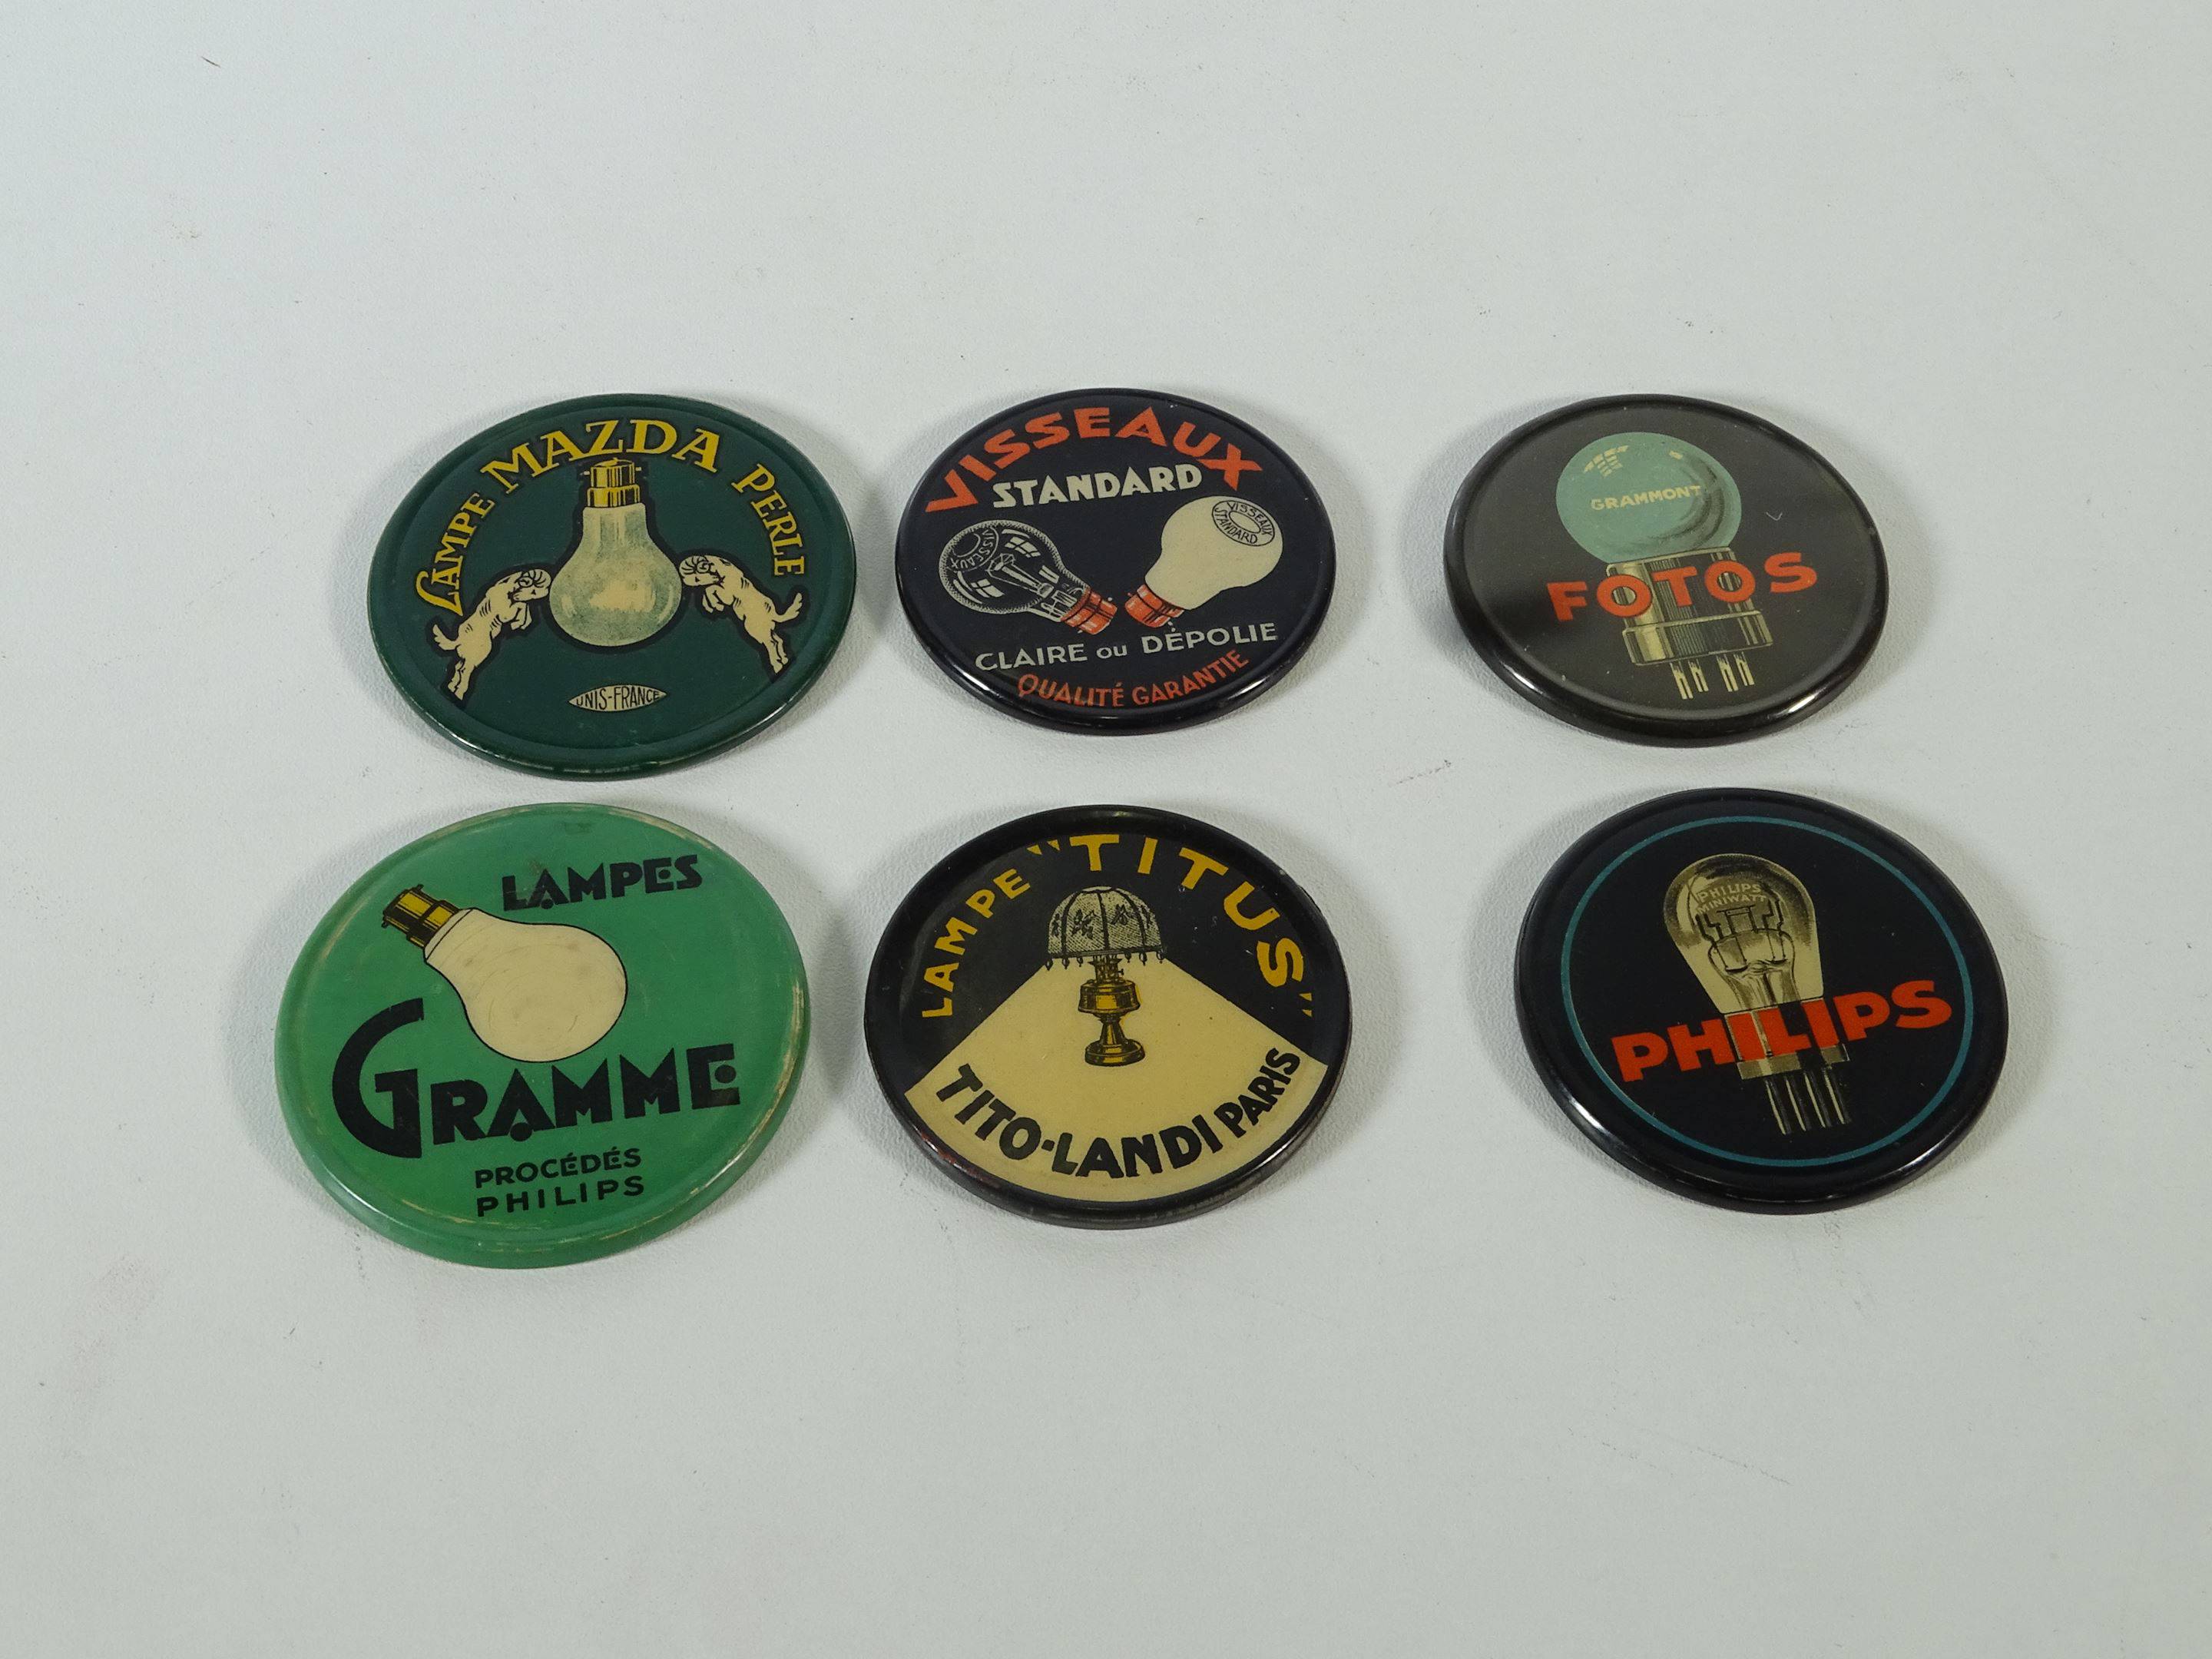 LAMPE MAZDA PERLE
UNIS-FRANCE
VISSEAUX
STANDARD
VISSEAUX
VISSEAUX
STANDARD
CLAIRE OU DÉPOLIE
QUALITÉ GARANTIE
GRAMMONT
FOTOS
LAMPES
GRAMME
PROCÉDÉS
PHILIPS
LAMPE "TITUS"
TITO-LANDI PARIS
PHILIPS
MINIWATT
PHILIPS